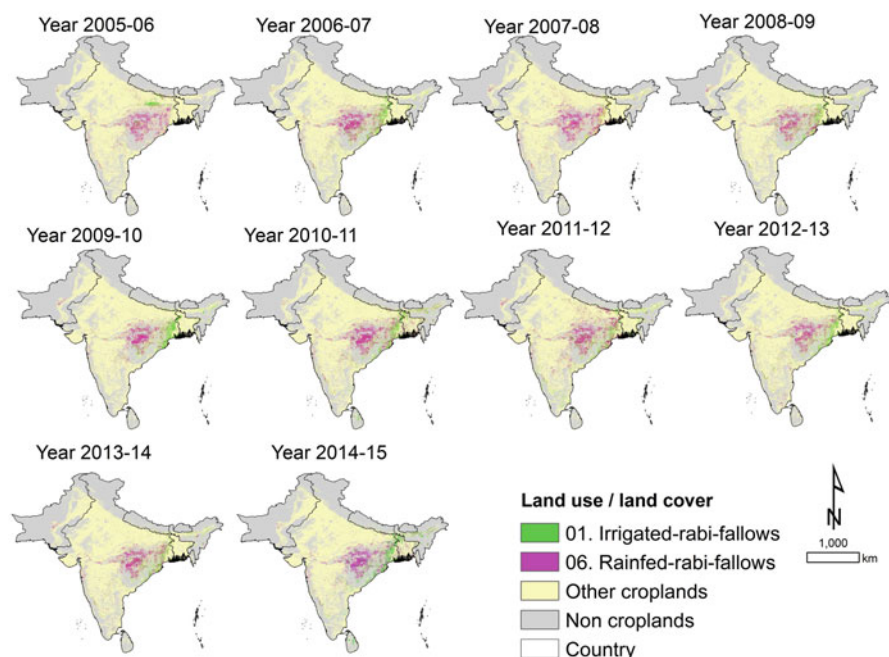 Year 2005-06
Year 2006-07
Year 2007-08
Year 2008-09
Year 2009-10
Year 2010-11
Year 2011-12
Year 2012-13
Year 2013-14
Year 2014-15
Land use / land cover
01. Irrigated-rabi-fallows
06. Rainfed-rabi-fallows
Other croplands
Non croplands
Country
N
1,000
km